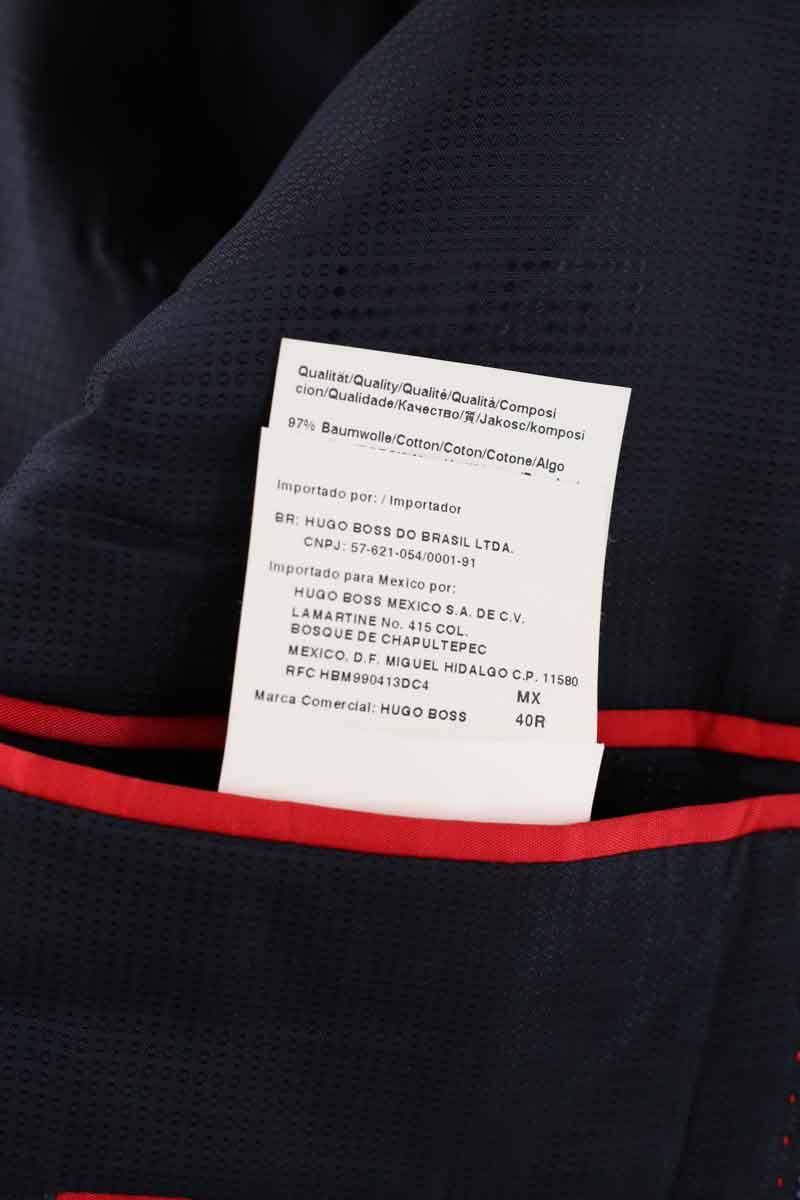 Qualität/Quality/Qualité/Qualità/Composi
cion/Qualidade/Качество/質/Jakosc/komposi
97% Baumwolle/Cotton/Coton/Cotone/Algo
Importado por: / Importador
BR: HUGO BOSS DO BRASIL LTDA.
CNPJ: 57-621-054/0001-91
Importado para Mexico por:
HUGO BOSS MEXICO S.A. DE C.V.
LAMARTINE No. 415 COL.
BOSQUE DE CHAPULTEPEC
MEXICO, D.F. MIGUEL HIDALGO C.P. 11580
RFC HBM990413DC4 MX
Marca Comercial: HUGO BOSS 40R